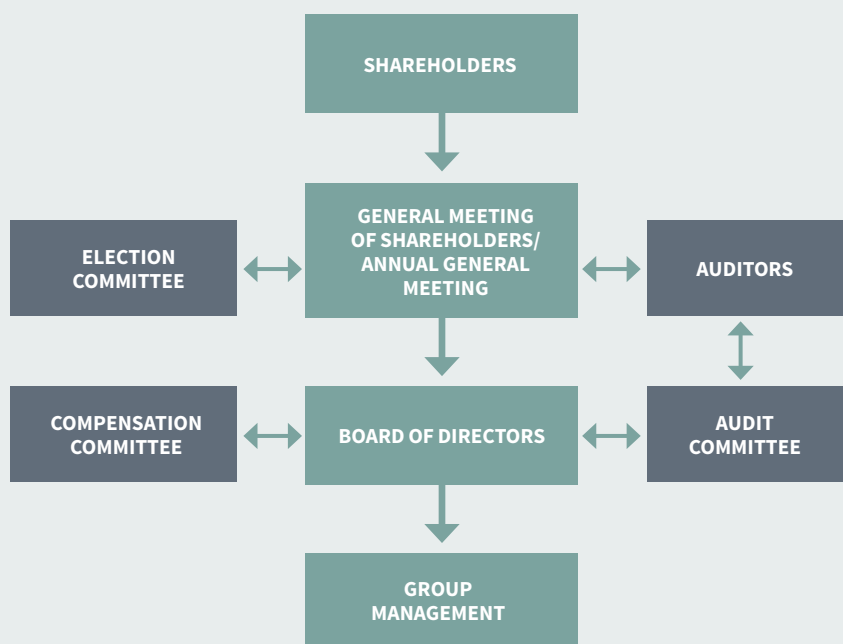 SHAREHOLDERS
GENERAL MEETING
OF SHAREHOLDERS/
ANNUAL GENERAL
MEETING
ELECTION
COMMITTEE
AUDITORS
COMPENSATION
COMMITTEE
BOARD OF DIRECTORS
AUDIT
COMMITTEE
GROUP
MANAGEMENT